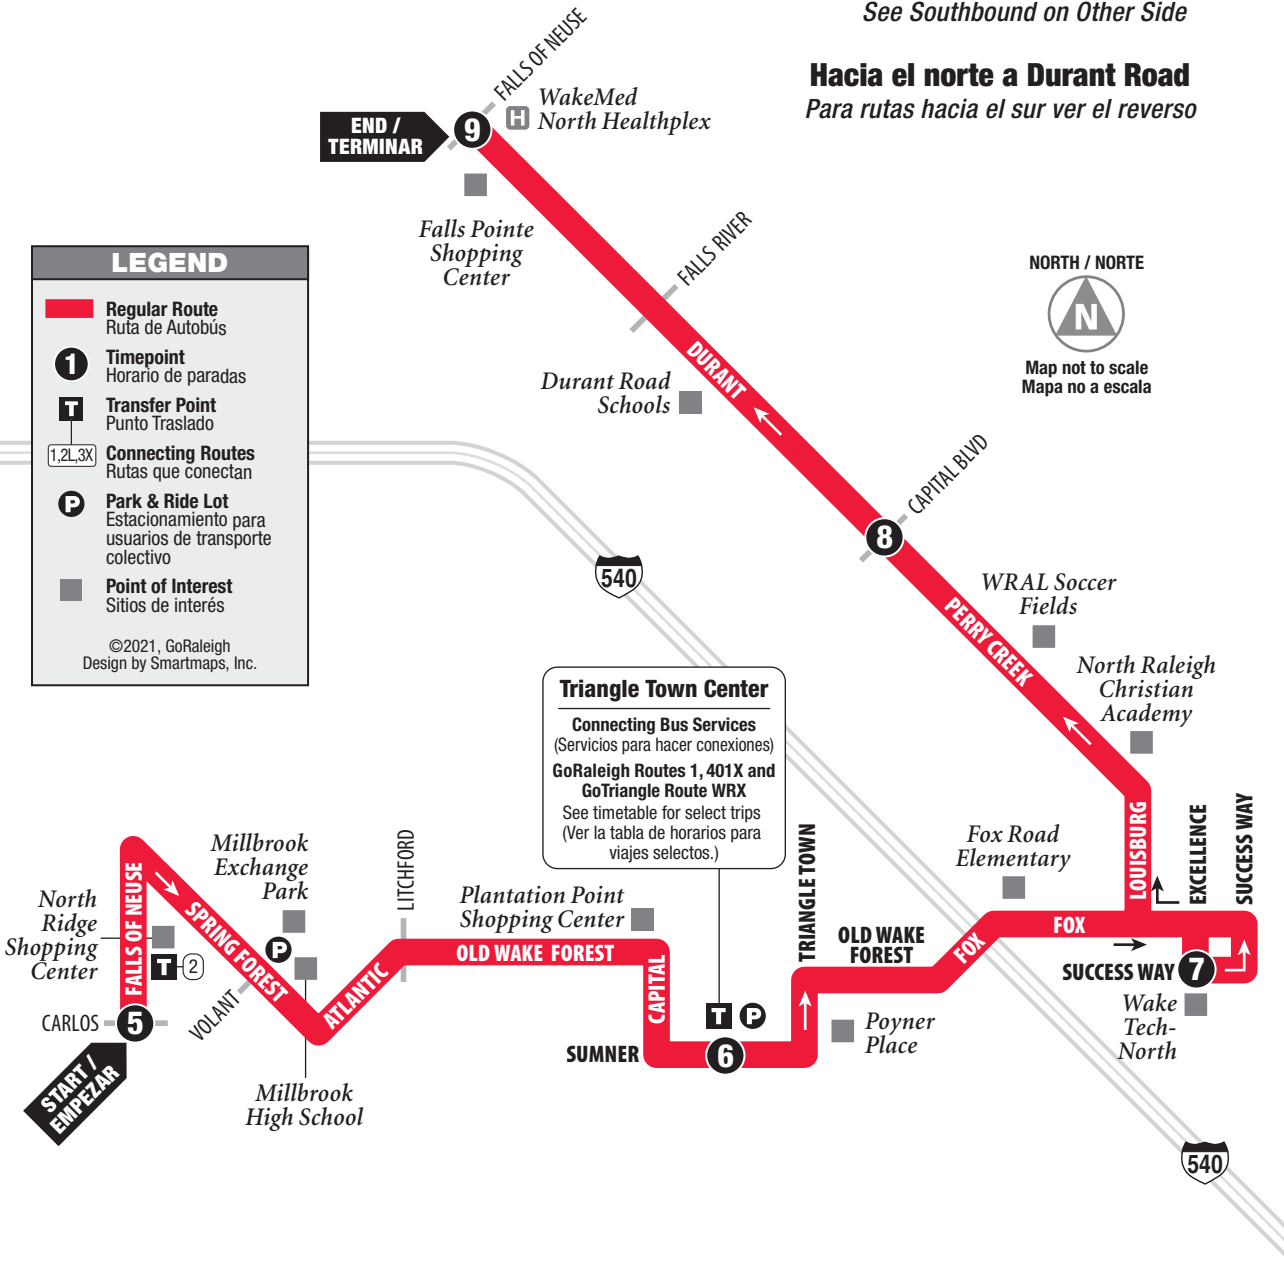 See Southbound on Other Side
Hacia el norte a Durant Road
Para rutas hacia el sur ver el reverso
FALLS OF NEUSE
H
WakeMed
North Healthplex
END /
TERMINAR
9
Falls Pointe
Shopping
Center
FALLS RIVER
NORTH / NORTE
N
Map not to scale
Mapa no a escala
LEGEND
Regular Route
Ruta de Autobús
1
Timepoint
Horario de paradas
T
Transfer Point
Punto Traslado
1,2L,3X
Connecting Routes
Rutas que conectan
P
Park & Ride Lot
Estacionamiento para
usuarios de transporte
colectivo
Point of Interest
Sitios de interés
©2021, GoRaleigh
Design by Smartmaps, Inc.
DURANT
Durant Road
Schools
CAPITAL BLVD
8
540
WRAL Soccer
Fields
PERRY CREEK
North Raleigh
Christian
Academy
Triangle Town Center
Connecting Bus Services
(Servicios para hacer conexiones)
GoRaleigh Routes 1, 401X and
GoTriangle Route WRX
See timetable for select trips
(Ver la tabla de horarios para
viajes selectos.)
LOUISBURG
EXCELLENCE
SUCCESS WAY
Fox Road
Elementary
TRIANGLE TOWN
Millbrook
Exchange
Park
LITCHFORD
Plantation Point
Shopping Center
North
Ridge
Shopping
Center
FALLS OF NEUSE
SPRING FOREST
P
T
2
VOLANT
ATLANTIC
OLD WAKE FOREST
CAPITAL
OLD WAKE
FOREST
FOX
FOX
SUCCESS WAY
7
Wake
Tech-
North
CARLOS
5
START /
EMPEZAR
Millbrook
High School
T
P
SUMNER
6
Poyner
Place
540